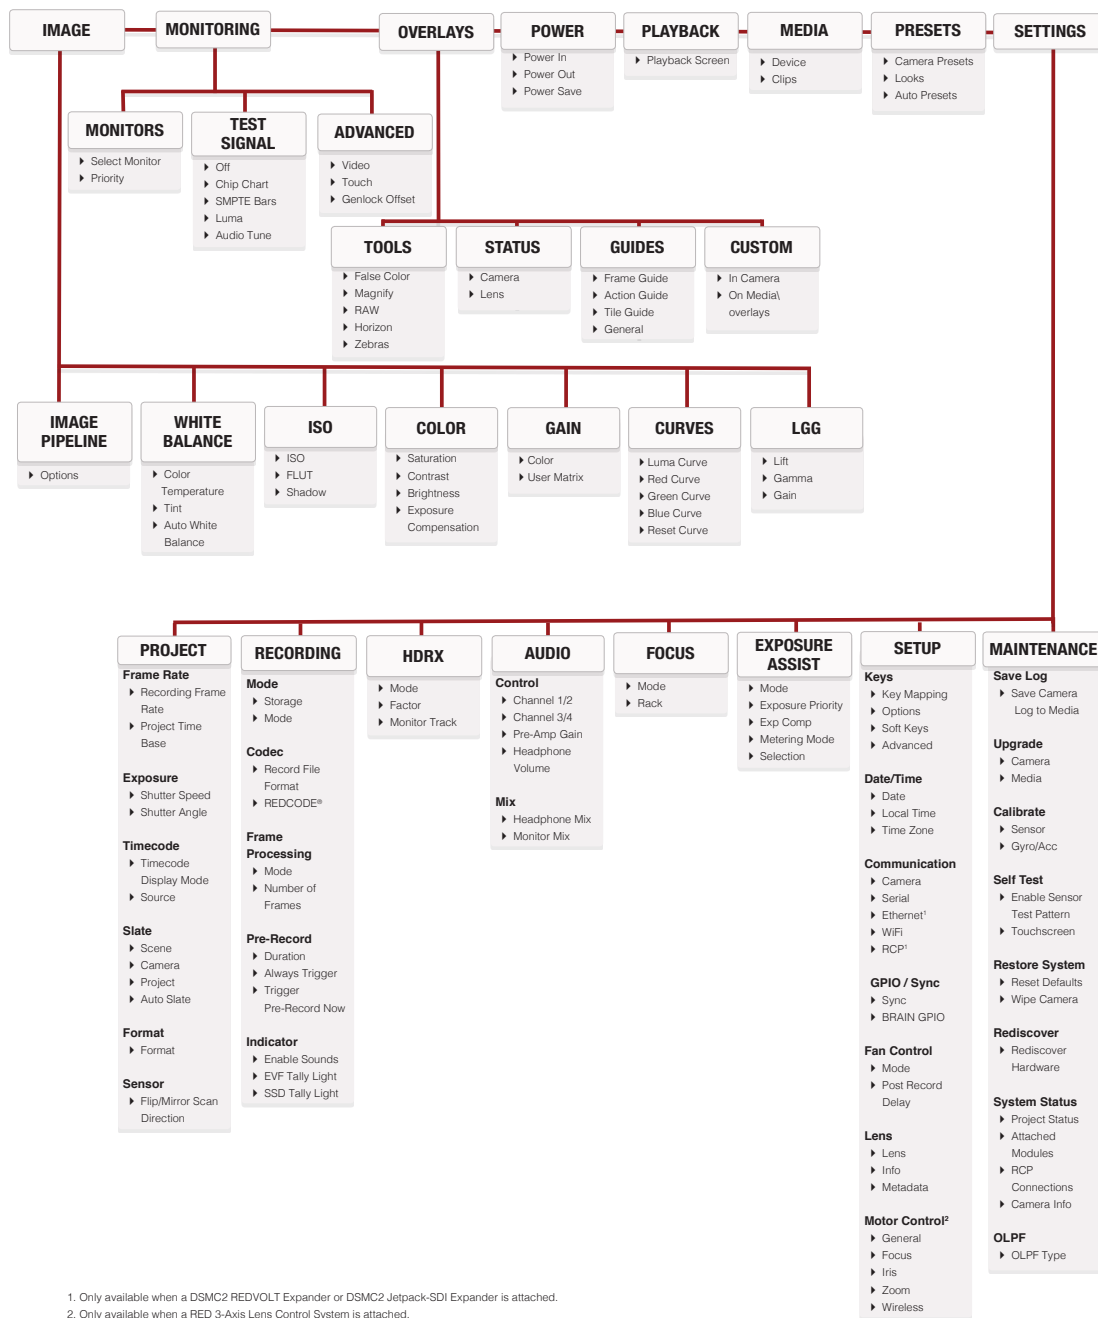 IMAGE
MONITORING
OVERLAYS
POWER
▸ Power In
▸ Power Out
▸ Power Save
PLAYBACK
▸ Playback Screen
MEDIA
▸ Device
▸ Clips
PRESETS
▸ Camera Presets
▸ Looks
▸ Auto Presets
SETTINGS
MONITORS
▸ Select Monitor
▸ Priority
TEST
SIGNAL
▸ Off
▸ Chip Chart
▸ SMPTE Bars
▸ Luma
▸ Audio Tune
ADVANCED
▸ Video
▸ Touch
▸ Genlock Offset
TOOLS
▸ False Color
▸ Magnify
▸ RAW
▸ Horizon
▸ Zebras
STATUS
▸ Camera
▸ Lens
GUIDES
▸ Frame Guide
▸ Action Guide
▸ Tile Guide
▸ General
CUSTOM
▸ In Camera
▸ On Media\
overlays
IMAGE
PIPELINE
▸ Options
WHITE
BALANCE
▸ Color
Temperature
▸ Tint
▸ Auto White
Balance
ISO
▸ ISO
▸ FLUT
▸ Shadow
COLOR
▸ Saturation
▸ Contrast
▸ Brightness
▸ Exposure
Compensation
GAIN
▸ Color
▸ User Matrix
CURVES
▸ Luma Curve
▸ Red Curve
▸ Green Curve
▸ Blue Curve
▸ Reset Curve
LGG
▸ Lift
▸ Gamma
▸ Gain
PROJECT
Frame Rate
▸ Recording Frame
Rate
▸ Project Time
Base
Exposure
▸ Shutter Speed
▸ Shutter Angle
Timecode
▸ Timecode
Display Mode
▸ Source
Slate
▸ Scene
▸ Camera
▸ Project
▸ Auto Slate
Format
▸ Format
Sensor
▸ Flip/Mirror Scan
Direction
RECORDING
Mode
▸ Storage
▸ Mode
Codec
▸ Record File
Format
▸ REDCODE®
Frame
Processing
▸ Mode
▸ Number of
Frames
Pre-Record
▸ Duration
▸ Always Trigger
▸ Trigger
Pre-Record Now
Indicator
▸ Enable Sounds
▸ EVF Tally Light
▸ SSD Tally Light
HDRX
▸ Mode
▸ Factor
▸ Monitor Track
AUDIO
Control
▸ Channel 1/2
▸ Channel 3/4
▸ Pre-Amp Gain
▸ Headphone
Volume
Mix
▸ Headphone Mix
▸ Monitor Mix
FOCUS
▸ Mode
▸ Rack
EXPOSURE
ASSIST
▸ Mode
▸ Exposure Priority
▸ Exp Comp
▸ Metering Mode
▸ Selection
SETUP
Keys
▸ Key Mapping
▸ Options
▸ Soft Keys
▸ Advanced
Date/Time
▸ Date
▸ Local Time
▸ Time Zone
Communication
▸ Camera
▸ Serial
▸ Ethernet¹
▸ WiFi
▸ RCP¹
GPIO / Sync
▸ Sync
▸ BRAIN GPIO
Fan Control
▸ Mode
▸ Post Record
Delay
Lens
▸ Lens
▸ Info
▸ Metadata
Motor Control²
▸ General
▸ Focus
▸ Iris
▸ Zoom
▸ Wireless
MAINTENANCE
Save Log
▸ Save Camera
Log to Media
Upgrade
▸ Camera
▸ Media
Calibrate
▸ Sensor
▸ Gyro/Acc
Self Test
▸ Enable Sensor
Test Pattern
▸ Touchscreen
Restore System
▸ Reset Defaults
▸ Wipe Camera
Rediscover
▸ Rediscover
Hardware
System Status
▸ Project Status
▸ Attached
Modules
▸ RCP
Connections
▸ Camera Info
OLPF
▸ OLPF Type
1. Only available when a DSMC2 REDVOLT Expander or DSMC2 Jetpack-SDI Expander is attached.
2. Only available when a RED 3-Axis Lens Control System is attached.